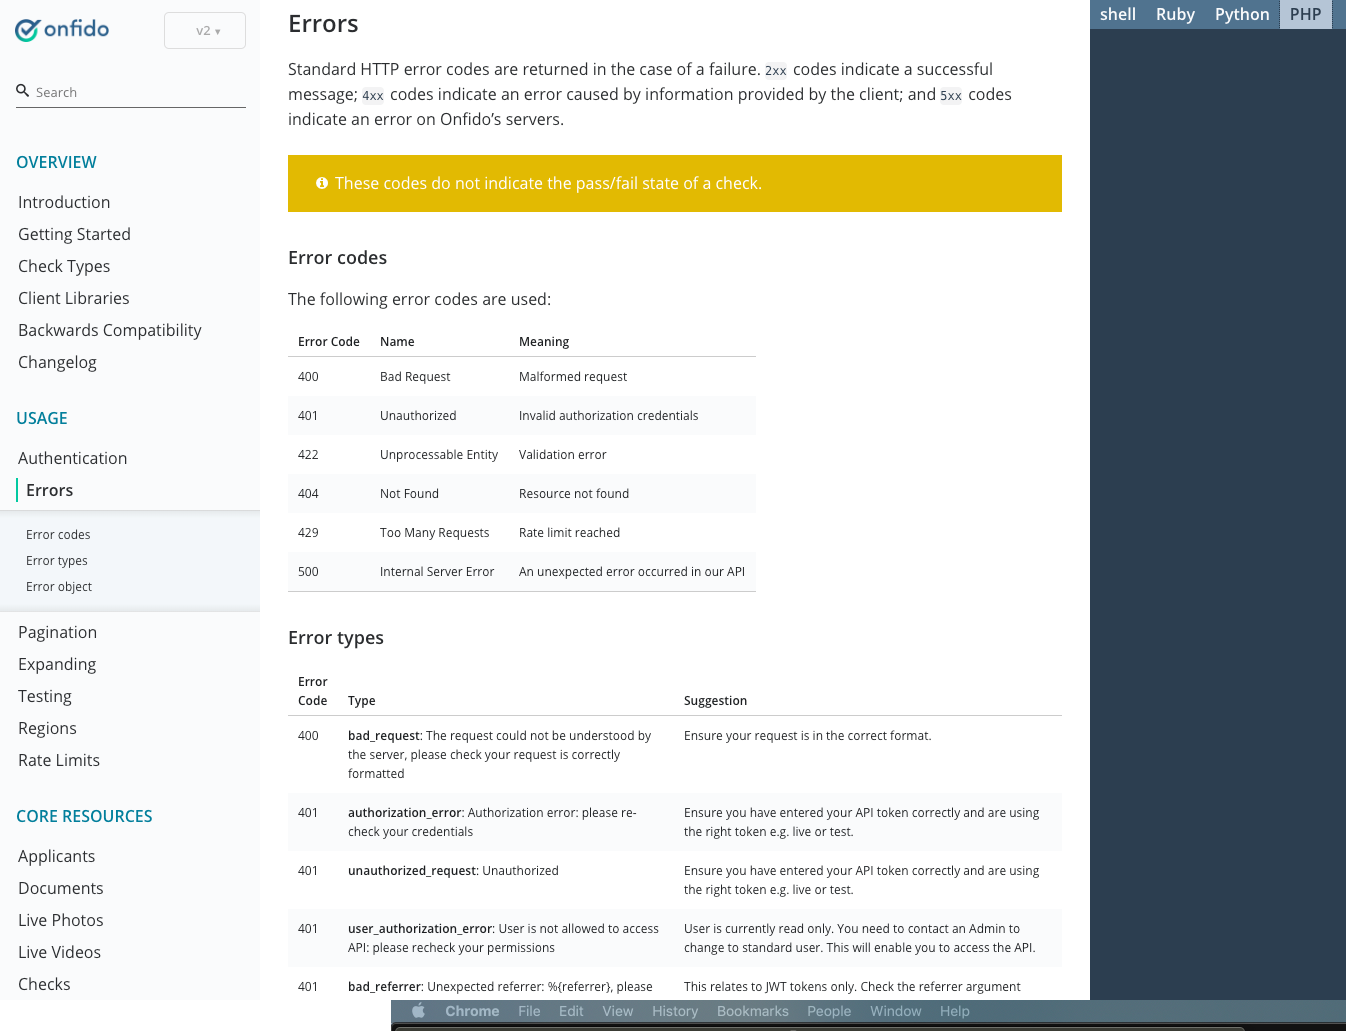 onfido
v2 ▾
Search
OVERVIEW
Introduction
Getting Started
Check Types
Client Libraries
Backwards Compatibility
Changelog
USAGE
Authentication
Errors
Error codes
Error types
Error object
Pagination
Expanding
Testing
Regions
Rate Limits
CORE RESOURCES
Applicants
Documents
Live Photos
Live Videos
Checks
Errors
Standard HTTP error codes are returned in the case of a failure. 2xx codes indicate a successful
message; 4xx codes indicate an error caused by information provided by the client; and 5xx codes
indicate an error on Onfido’s servers.
These codes do not indicate the pass/fail state of a check.
Error codes
The following error codes are used:
Error Code Name Meaning
400 Bad Request Malformed request
401 Unauthorized Invalid authorization credentials
422 Unprocessable Entity Validation error
404 Not Found Resource not found
429 Too Many Requests Rate limit reached
500 Internal Server Error An unexpected error occurred in our API
Error types
Error
Code Type Suggestion
400 bad_request: The request could not be understood by Ensure your request is in the correct format.
the server, please check your request is correctly
formatted
401 authorization_error: Authorization error: please re- Ensure you have entered your API token correctly and are using
check your credentials the right token e.g. live or test.
401 unauthorized_request: Unauthorized Ensure you have entered your API token correctly and are using
the right token e.g. live or test.
401 user_authorization_error: User is not allowed to access User is currently read only. You need to contact an Admin to
API: please recheck your permissions change to standard user. This will enable you to access the API.
401 bad_referrer: Unexpected referrer: %{referrer}, please This relates to JWT tokens only. Check the referrer argument
shell Ruby Python PHP
Chrome File Edit View History Bookmarks People Window Help